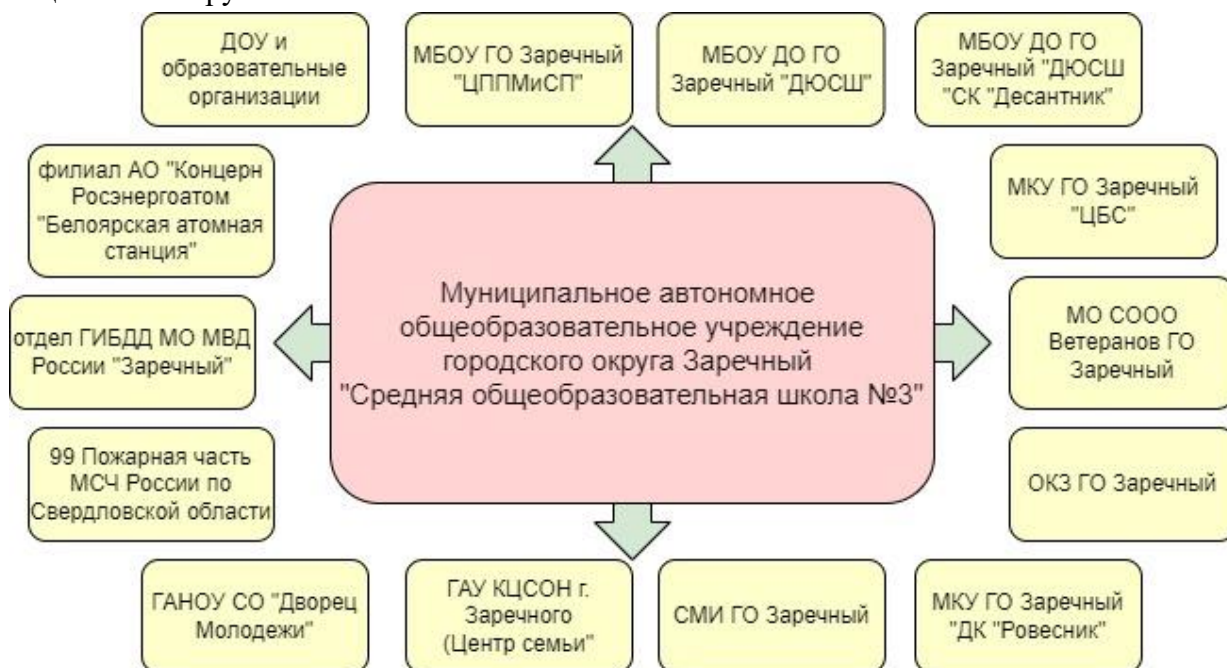 ДОУ и
образовательные
организации
МБОУ ГО Заречный
"ЦППМиСП"
МБОУ ДО ГО
Заречный "ДЮСШ"
МБОУ ДО ГО
Заречный "ДЮСШ
"СК "Десантник"
филиал АО "Концерн
Росэнергоатом
"Белоярская атомная
станция"
МКУ ГО Заречный
"ЦБС"
Муниципальное автономное
общеобразовательное учреждение
городского округа Заречный
"Средняя общеобразовательная школа №3"
отдел ГИБДД МО МВД
России "Заречный"
МО СООО
Ветеранов ГО
Заречный
99 Пожарная часть
МСЧ России по
Свердловской области
ОКЗ ГО Заречный
ГАНОУ СО "Дворец
Молодежи"
ГАУ КЦСОН г.
Заречного
(Центр семьи"
СМИ ГО Заречный
МКУ ГО Заречный
"ДК "Ровесник"